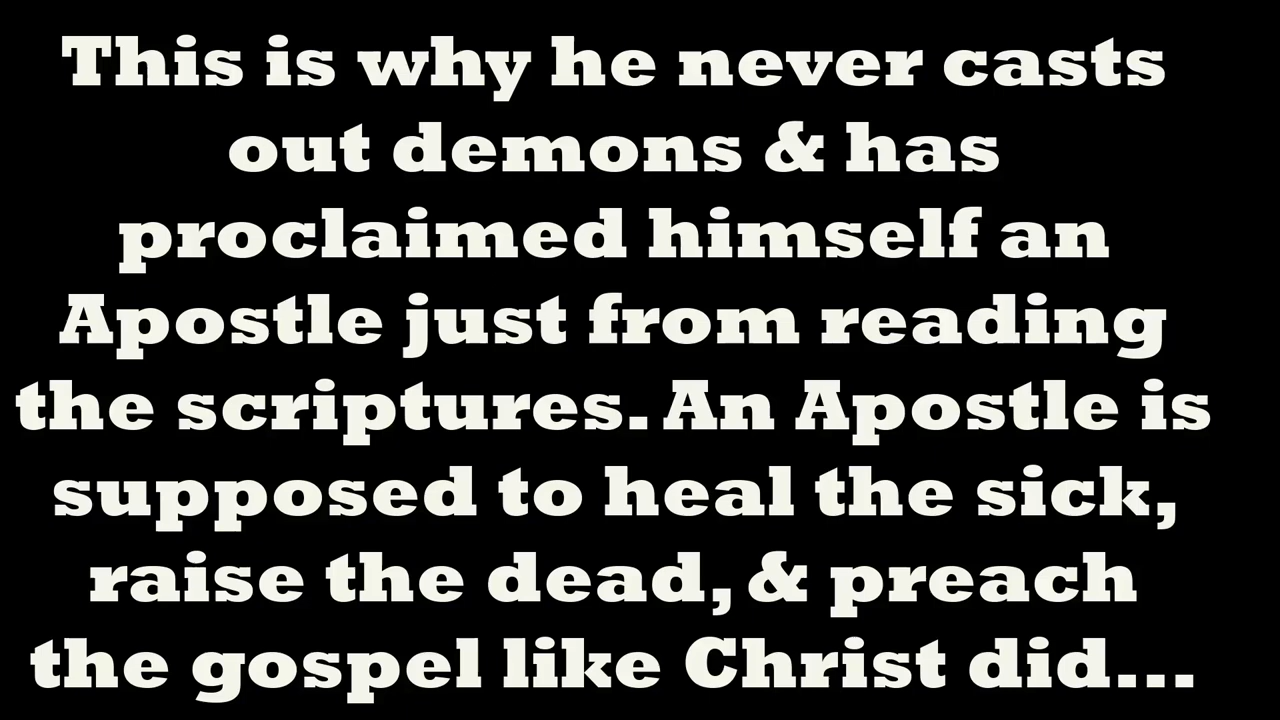 This is why he never casts
out demons & has
proclaimed himself an
Apostle just from reading
the scriptures. An Apostle is
supposed to heal the sick,
raise the dead, & preach
the gospel like Christ did...